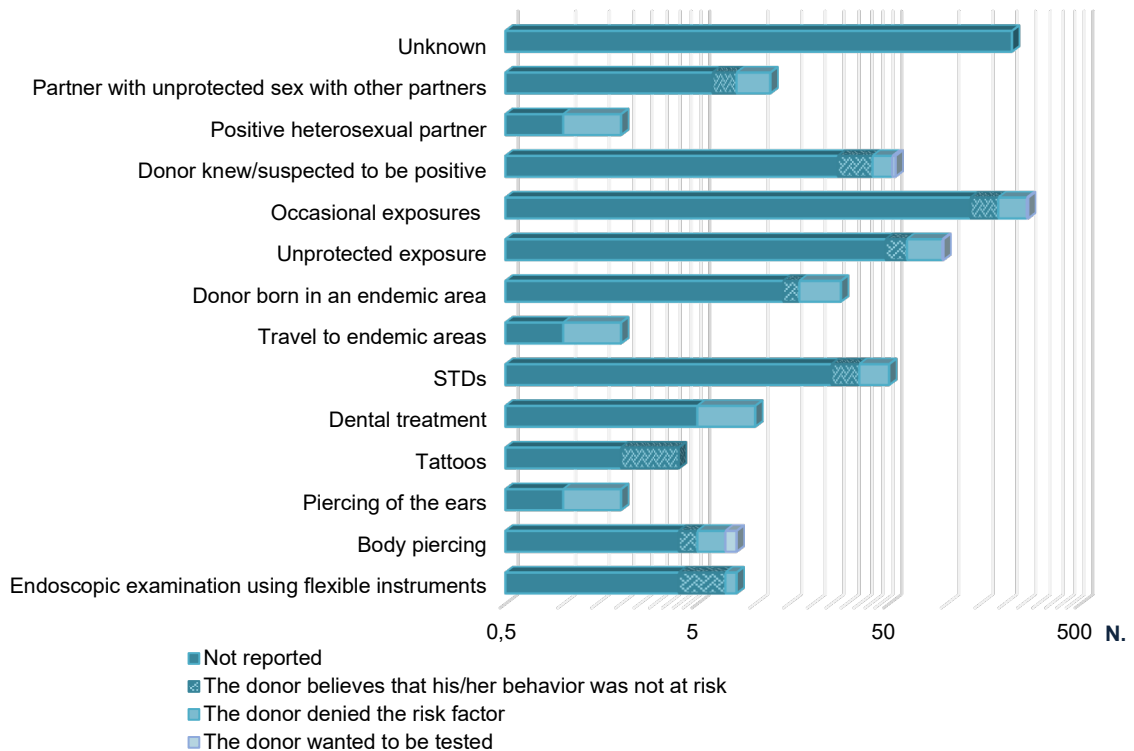 Unknown
Partner with unprotected sex with other partners
Positive heterosexual partner
Donor knew/suspected to be positive
Occasional exposures
Unprotected exposure
Donor born in an endemic area
Travel to endemic areas
STDs
Dental treatment
Tattoos
Piercing of the ears
Body piercing
Endoscopic examination using flexible instruments
0,5 5 50 500 N.
Not reported
The donor believes that his/her behavior was not at risk
The donor denied the risk factor
The donor wanted to be tested